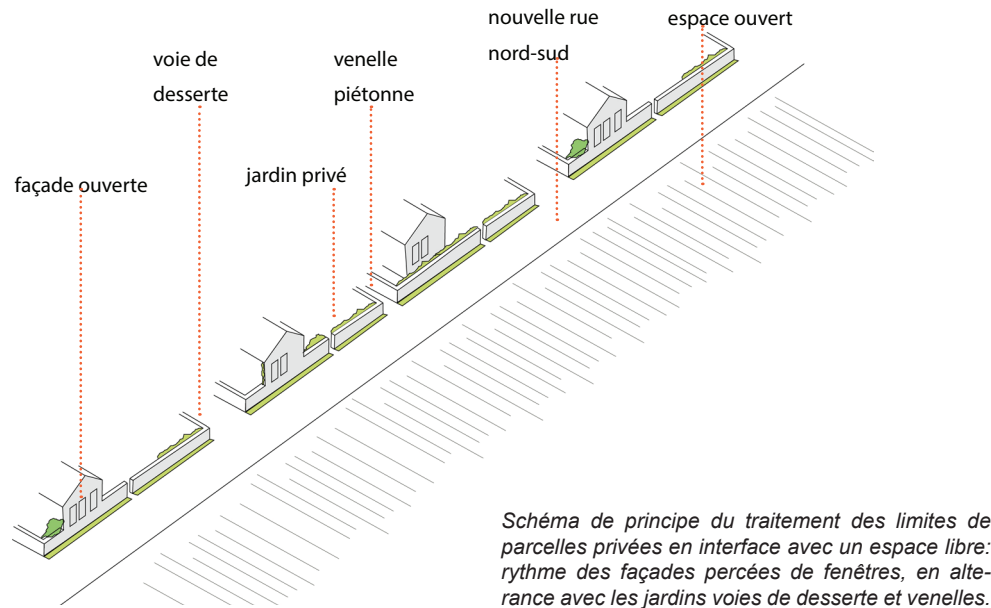 nouvelle rue
nord-sud
espace ouvert
voie de
desserte
venelle
piétonne
façade ouverte
jardin privé
Schéma de principe du traitement des limites de
parcelles privées en interface avec un espace libre:
rythme des façades percées de fenêtres, en alte-
rance avec les jardins voies de desserte et venelles.